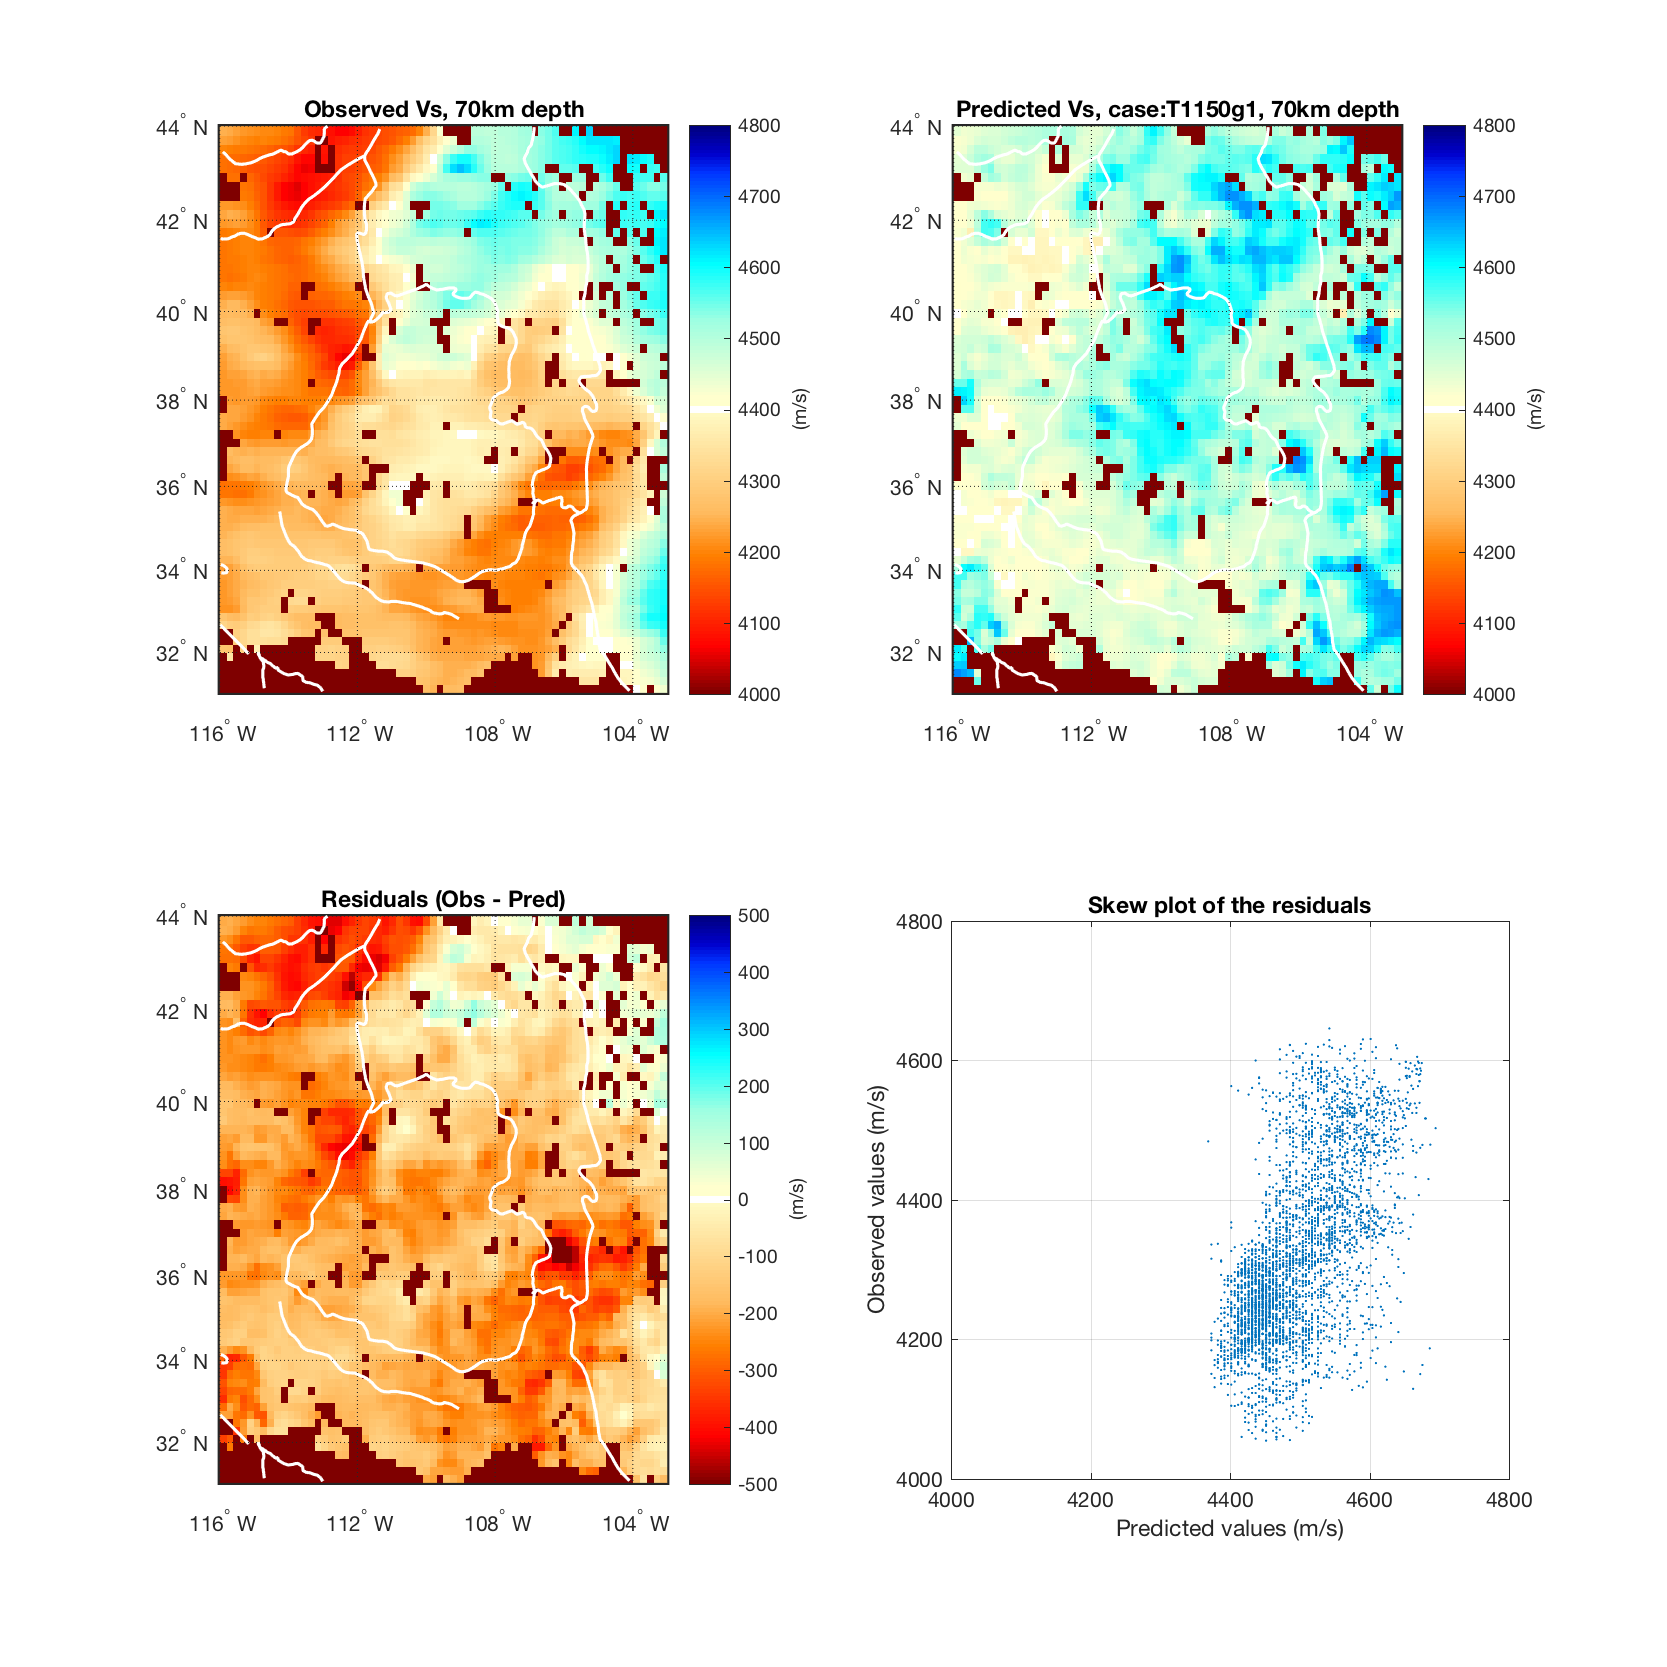 Observed Vs, 70km depth
44° N
42° N
40° N
38° N
36° N
34° N
32° N
116° W
112° W
108° W
104° W
4800
4700
4600
4500
4400
4300
4200
4100
4000
(m/s)
Predicted Vs, case:T1150g1, 70km depth
44° N
42° N
40° N
38° N
36° N
34° N
32° N
116° W
112° W
108° W
104° W
4800
4700
4600
4500
4400
4300
4200
4100
4000
(m/s)
Residuals (Obs - Pred)
44° N
42° N
40° N
38° N
36° N
34° N
32° N
116° W
112° W
108° W
104° W
500
400
300
200
100
0
-100
-200
-300
-400
-500
(m/s)
Skew plot of the residuals
4800
4600
4400
4200
4000
Observed values (m/s)
4000
4200
4400
4600
4800
Predicted values (m/s)